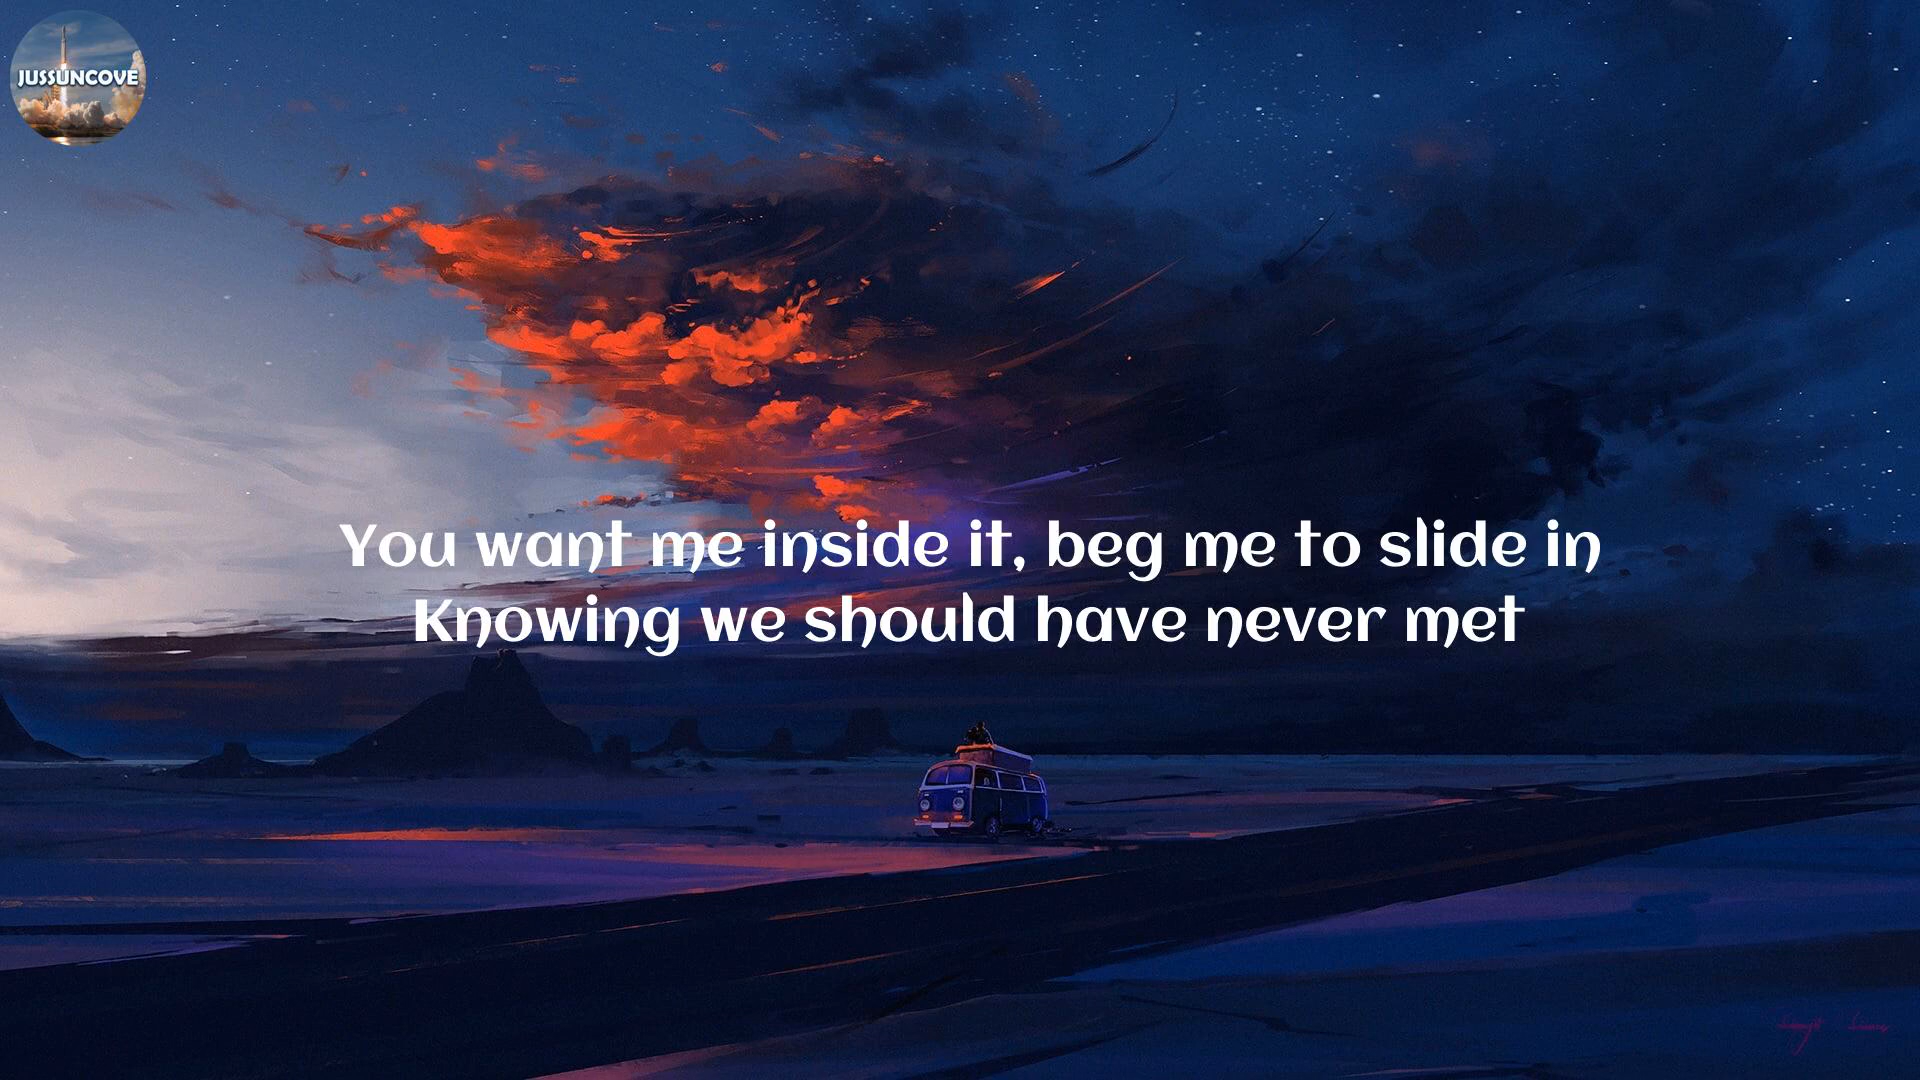 JUSSUNCOVE
You want me inside it, beg me to slide in
Knowing we should have never met